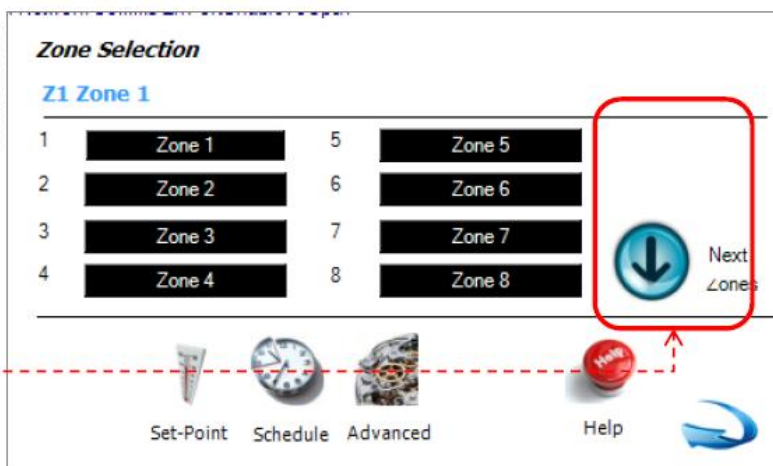 Zone Selection
Z1 Zone 1
1 Zone 1 5 Zone 5
2 Zone 2 6 Zone 6
3 Zone 3 7 Zone 7
4 Zone 4 8 Zone 8
Next
Zones
Help
Set-Point Schedule Advanced Help